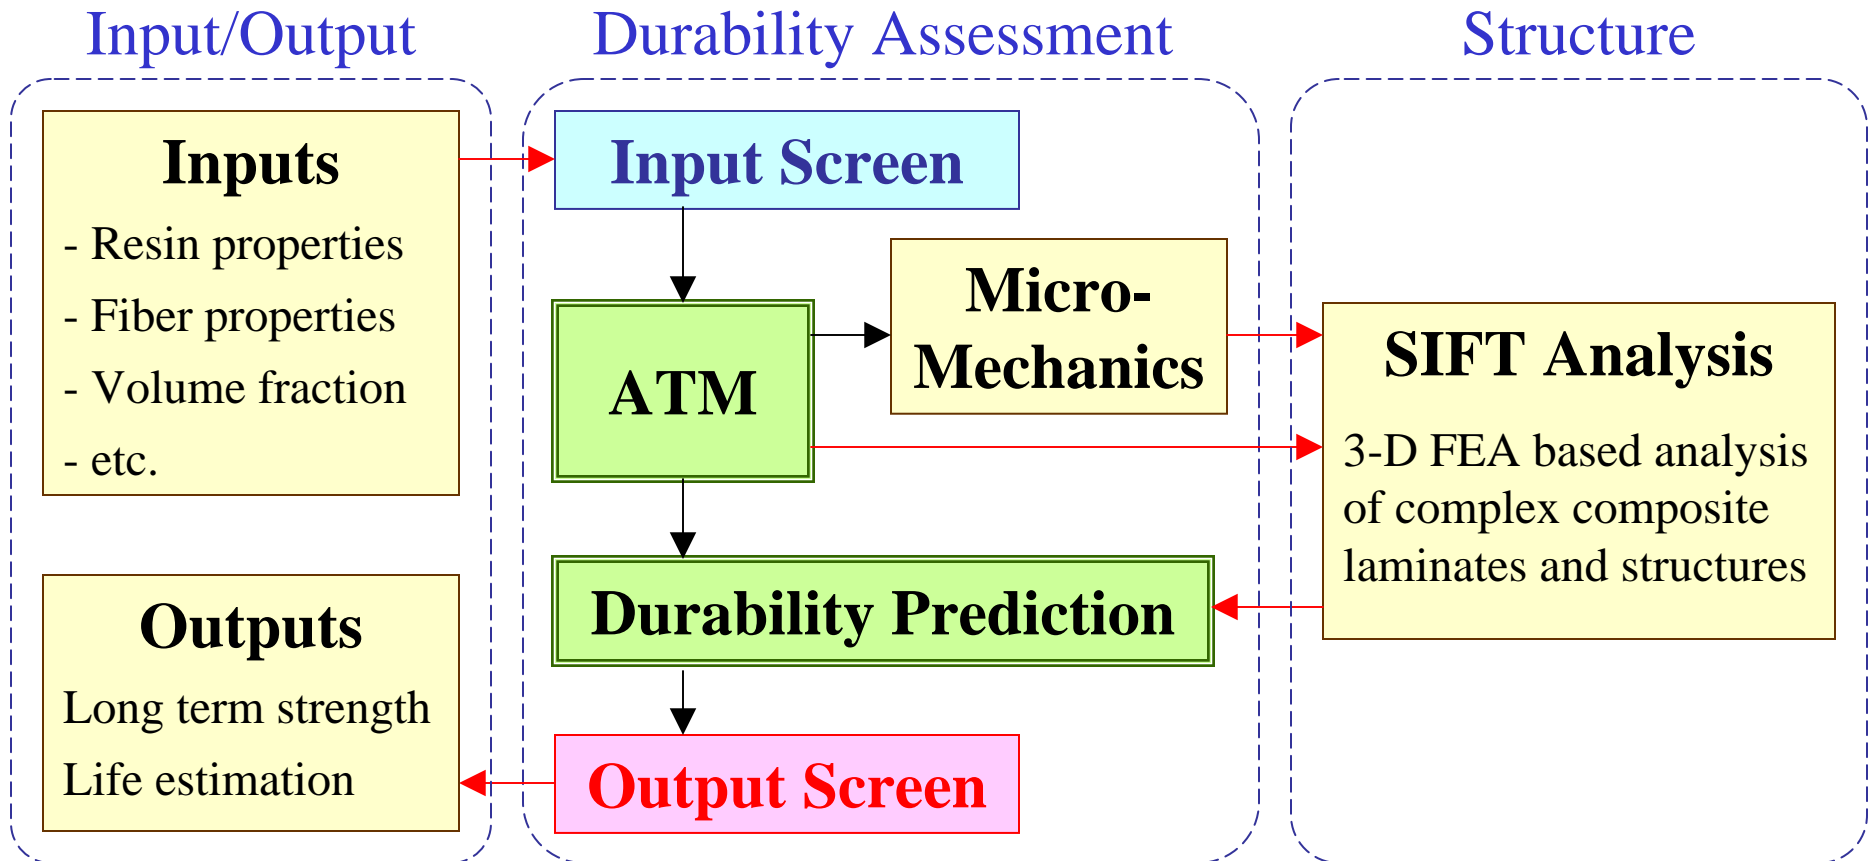 Input/Output
Durability Assessment
Structure
Inputs
- Resin properties
- Fiber properties
- Volume fraction
- etc.
Outputs
Long term strength
Life estimation
Input Screen
ATM
Micro-
Mechanics
Durability Prediction
Output Screen
SIFT Analysis
3-D FEA based analysis
of complex composite
laminates and structures